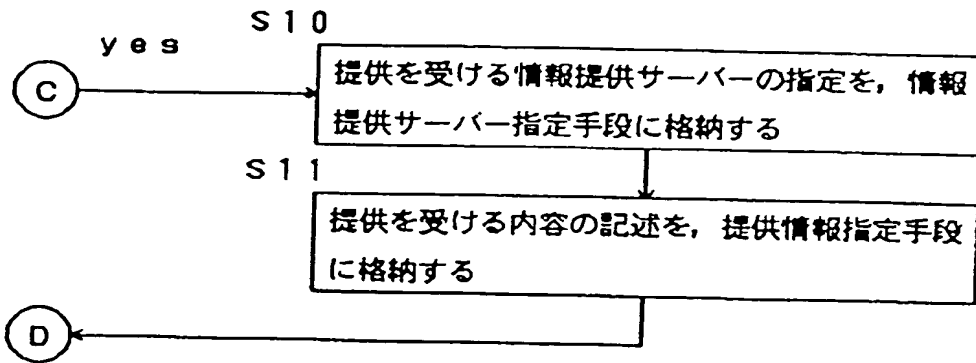 S10
yes
C
提供を受ける情報提供サーバーの指定を，情報
提供サーバー指定手段に格納する
S11
提供を受ける内容の記述を，提供情報指定手段
に格納する
D